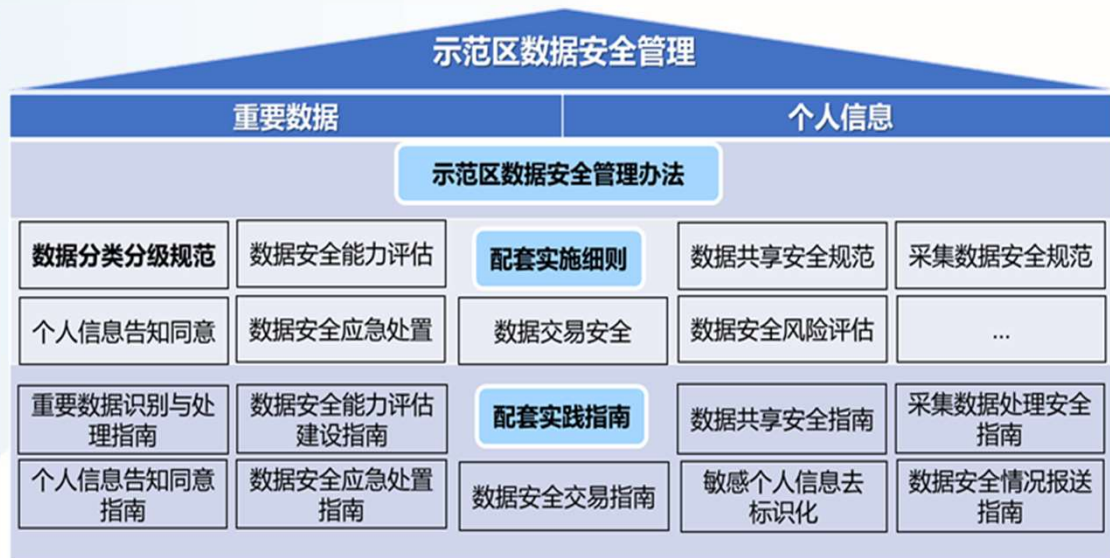 示范区数据安全管理
重要数据
个人信息
示范区数据安全管理办法
数据分类分级规范
数据安全能力评估
配套实施细则
数据共享安全规范
采集数据安全规范
个人信息告知同意
数据安全应急处置
数据交易安全
数据安全风险评估
...
重要数据识别与处
理指南
数据安全能力评估
建设指南
配套实践指南
数据共享安全指南
采集数据处理安全
指南
个人信息告知同意
指南
数据安全应急处置
指南
数据安全交易指南
敏感个人信息去
标识化
数据安全情况报送
指南